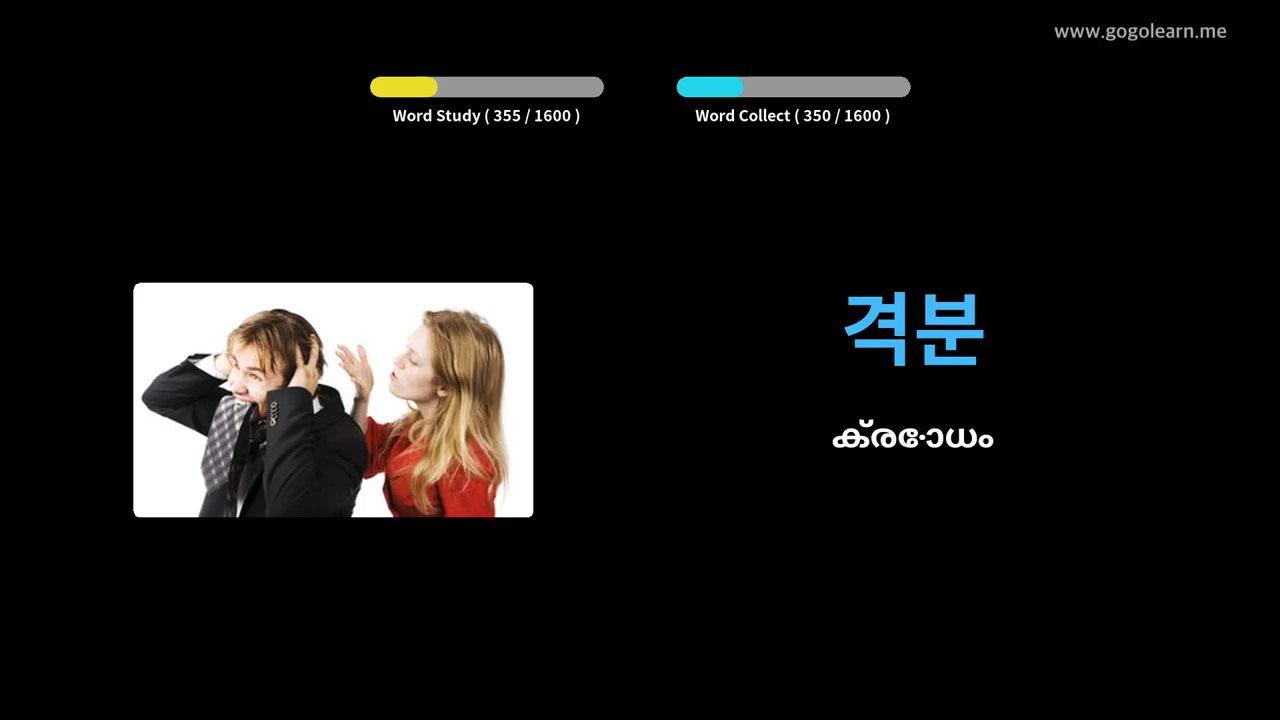 www.gogolearn.me
Word Study ( 355 / 1600 )
Word Collect ( 350 / 1600 )
격분
ക്രോധം